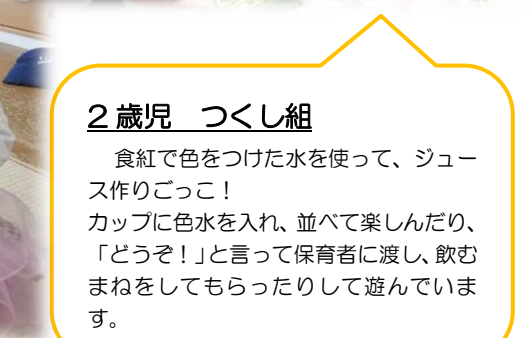 2歳児　つくし組
食紅で色をつけた水を使って、ジュー
ス作りごっこ！
カップに色水を入れ、並べて楽しんだり、
「どうぞ！」と言って保育者に渡し、飲む
まねをしてもらったりして遊んでいま
す。